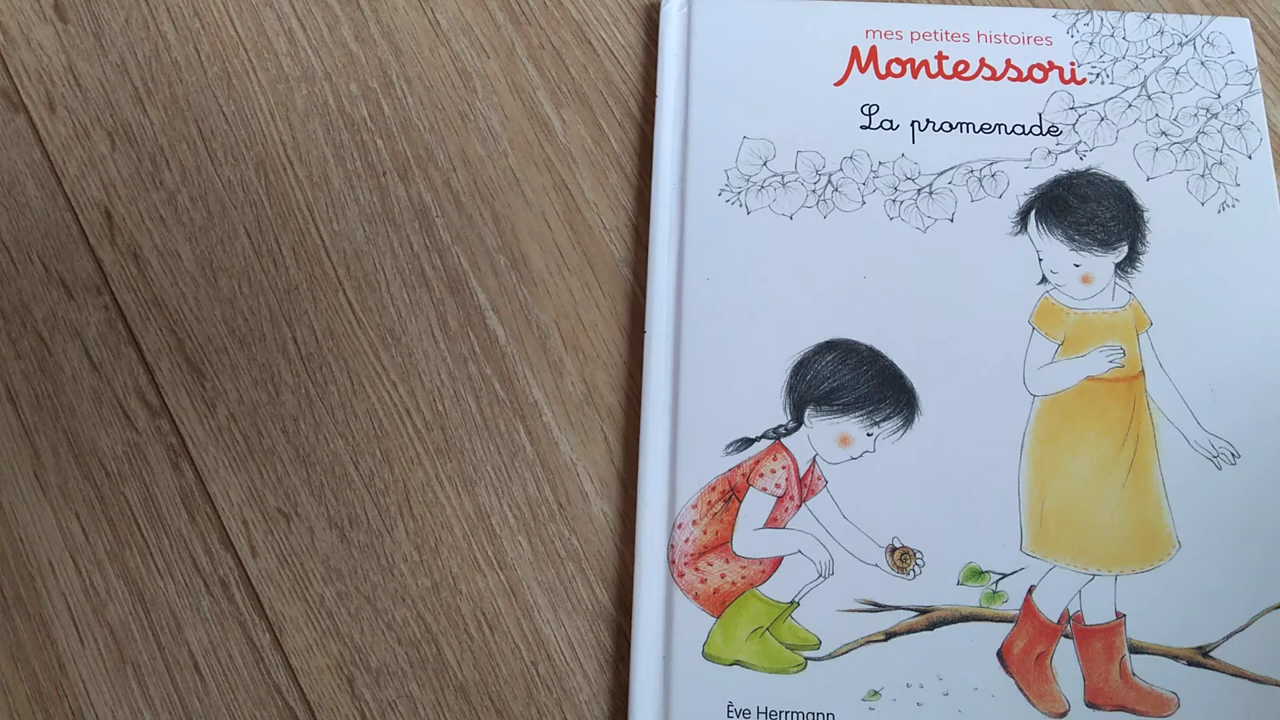 mes petites histoires
Montessori
La promenade
Ève Herrmann